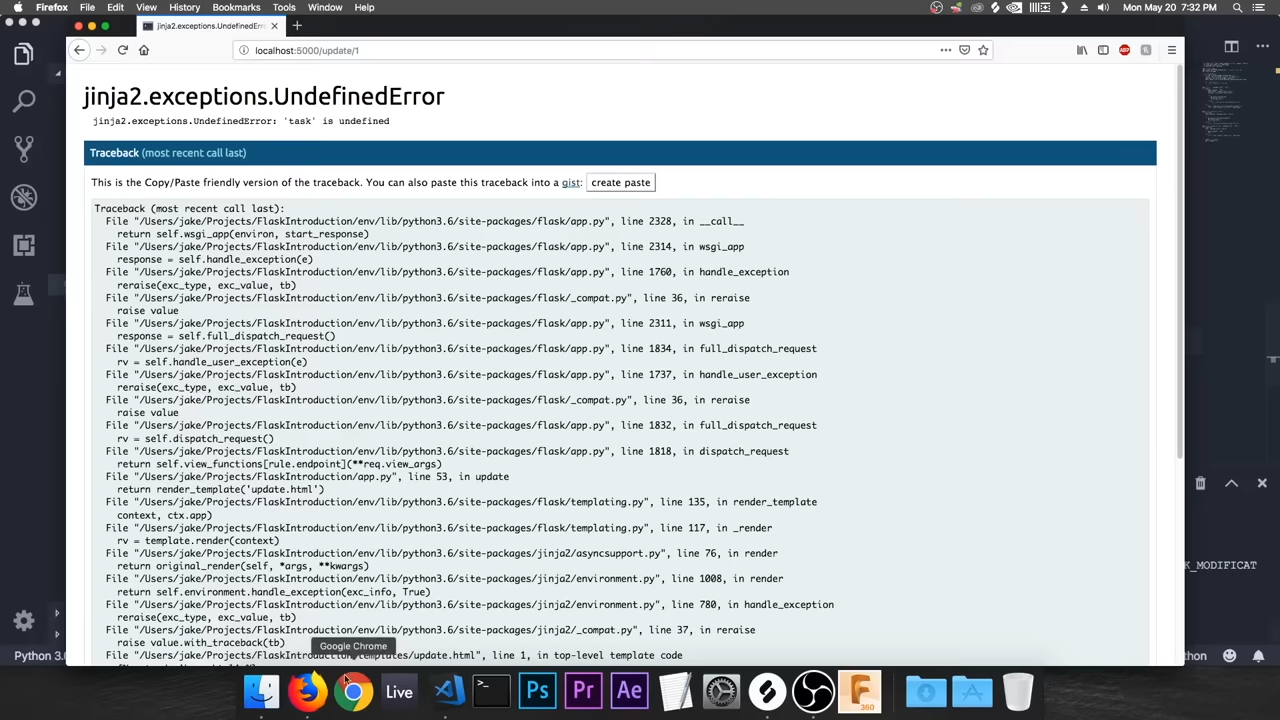 Firefox File Edit View History Bookmarks Tools Window Help
Mon May 20 7:32 PM
jinja2.exceptions.UndefinedErr
localhost:5000/update/1
jinja2.exceptions.UndefinedError
jinja2.exceptions.UndefinedError: 'task' is undefined
Traceback (most recent call last)
This is the Copy/Paste friendly version of the traceback. You can also paste this traceback into a gist: create paste
Traceback (most recent call last):
File "/Users/jake/Projects/FlaskIntroduction/env/lib/python3.6/site-packages/flask/app.py", line 2328, in __call__
return self.wsgi_app(environ, start_response)
File "/Users/jake/Projects/FlaskIntroduction/env/lib/python3.6/site-packages/flask/app.py", line 2314, in wsgi_app
response = self.handle_exception(e)
File "/Users/jake/Projects/FlaskIntroduction/env/lib/python3.6/site-packages/flask/app.py", line 1760, in handle_exception
reraise(exc_type, exc_value, tb)
File "/Users/jake/Projects/FlaskIntroduction/env/lib/python3.6/site-packages/flask/_compat.py", line 36, in reraise
raise value
File "/Users/jake/Projects/FlaskIntroduction/env/lib/python3.6/site-packages/flask/app.py", line 2311, in wsgi_app
response = self.full_dispatch_request()
File "/Users/jake/Projects/FlaskIntroduction/env/lib/python3.6/site-packages/flask/app.py", line 1834, in full_dispatch_request
rv = self.handle_user_exception(e)
File "/Users/jake/Projects/FlaskIntroduction/env/lib/python3.6/site-packages/flask/app.py", line 1737, in handle_user_exception
reraise(exc_type, exc_value, tb)
File "/Users/jake/Projects/FlaskIntroduction/env/lib/python3.6/site-packages/flask/_compat.py", line 36, in reraise
raise value
File "/Users/jake/Projects/FlaskIntroduction/env/lib/python3.6/site-packages/flask/app.py", line 1832, in full_dispatch_request
rv = self.dispatch_request()
File "/Users/jake/Projects/FlaskIntroduction/env/lib/python3.6/site-packages/flask/app.py", line 1818, in dispatch_request
return self.view_functions[rule.endpoint](**req.view_args)
File "/Users/jake/Projects/FlaskIntroduction/app.py", line 53, in update
return render_template('update.html')
File "/Users/jake/Projects/FlaskIntroduction/env/lib/python3.6/site-packages/flask/templating.py", line 135, in render_template
context, ctx.app)
File "/Users/jake/Projects/FlaskIntroduction/env/lib/python3.6/site-packages/flask/templating.py", line 117, in _render
rv = template.render(context)
File "/Users/jake/Projects/FlaskIntroduction/env/lib/python3.6/site-packages/jinja2/asyncsupport.py", line 76, in render
return original_render(self, *args, **kwargs)
File "/Users/jake/Projects/FlaskIntroduction/env/lib/python3.6/site-packages/jinja2/environment.py", line 1008, in render
return self.environment.handle_exception(exc_info, True)
File "/Users/jake/Projects/FlaskIntroduction/env/lib/python3.6/site-packages/jinja2/environment.py", line 780, in handle_exception
reraise(exc_type, exc_value, tb)
File "/Users/jake/Projects/FlaskIntroduction/env/lib/python3.6/site-packages/jinja2/_compat.py", line 37, in reraise
raise value.with_traceback(tb)
File "/Users/jake/Projects/FlaskIntroduction/templates/update.html", line 1, in top-level template code
K_MODIFICAT
Python 3.
thon
Google Chrome
Live
Ps
Pr
Ae
F
360
ABP